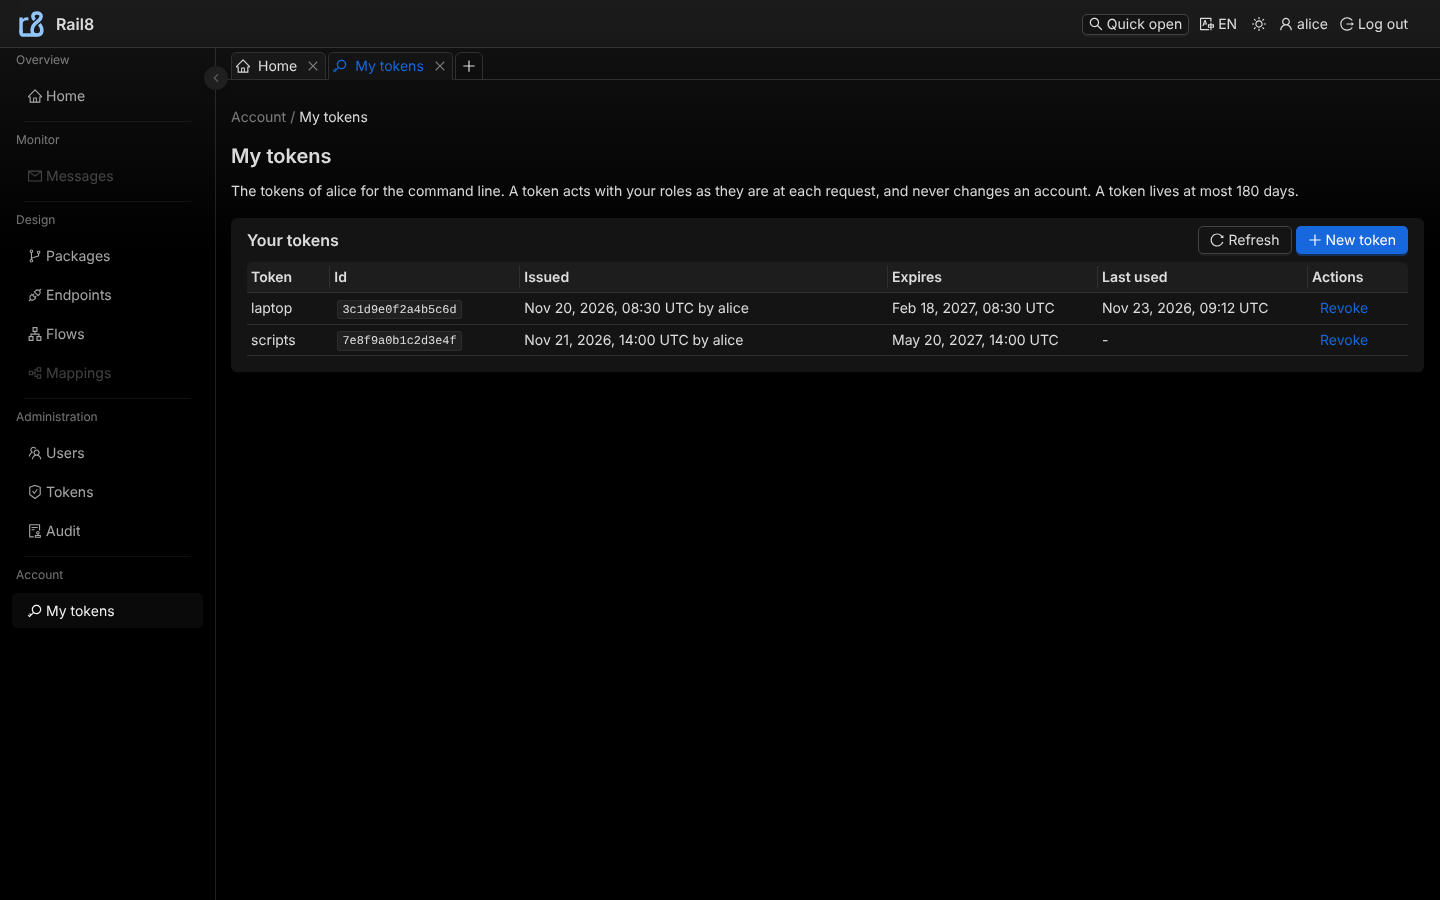 r8 Rail8
Quick open EN alice Log out
Overview
Home
Monitor
Messages
Design
Packages
Endpoints
Flows
Mappings
Administration
Users
Tokens
Audit
Account
My tokens
Home My tokens
Account / My tokens
My tokens
The tokens of alice for the command line. A token acts with your roles as they are at each request, and never changes an account. A token lives at most 180 days.
Your tokens Refresh New token
Token Id Issued Expires Last used Actions
laptop 3c1d9e0f2a4b5c6d Nov 20, 2026, 08:30 UTC by alice Feb 18, 2027, 08:30 UTC Nov 23, 2026, 09:12 UTC Revoke
scripts 7e8f9a0b1c2d3e4f Nov 21, 2026, 14:00 UTC by alice May 20, 2027, 14:00 UTC - Revoke